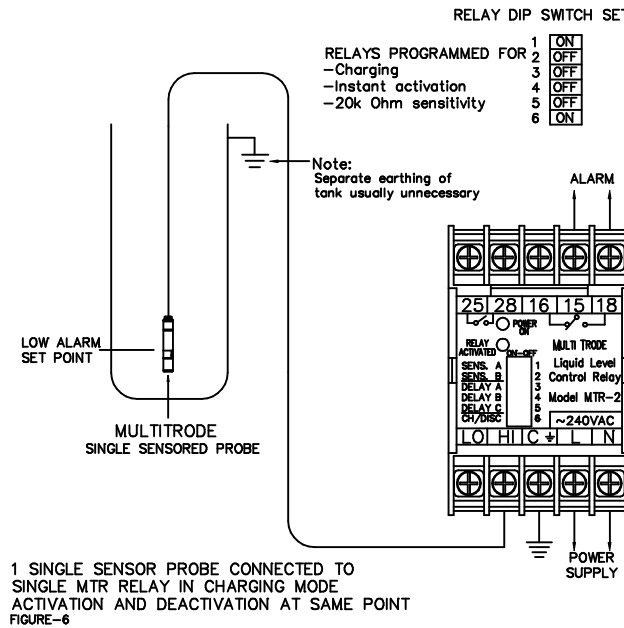 RELAY DIP SWITCH SET
RELAYS PROGRAMMED FOR
-Charging
-Instant activation
-20k Ohm sensitivity
1 ON
2 OFF
3 OFF
4 OFF
5 OFF
6 ON
Note:
Separate earthing of
tank usually unnecessary
ALARM
25 28 16 15 18
POWER
ON
RELAY
ACTIVATED
ON-OFF
MULTI TRODE
Liquid Level
Control Relay
Model MTR-2
SENS. A 1
SENS. B 2
DELAY A 3
DELAY B 4
DELAY C 5
CH/DISC 6
~240VAC
LO HI C L N
LOW ALARM
SET POINT
MULTITRODE
SINGLE SENSORED PROBE
POWER
SUPPLY
1 SINGLE SENSOR PROBE CONNECTED TO
SINGLE MTR RELAY IN CHARGING MODE
ACTIVATION AND DEACTIVATION AT SAME POINT
FIGURE-6